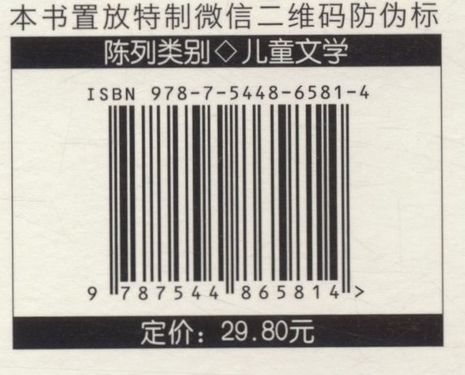 本书置放特制微信二维码防伪标
陈列类别◇儿童文学
ISBN 978-7-5448-6581-4
9 787544 865814 >
定价：29.80元